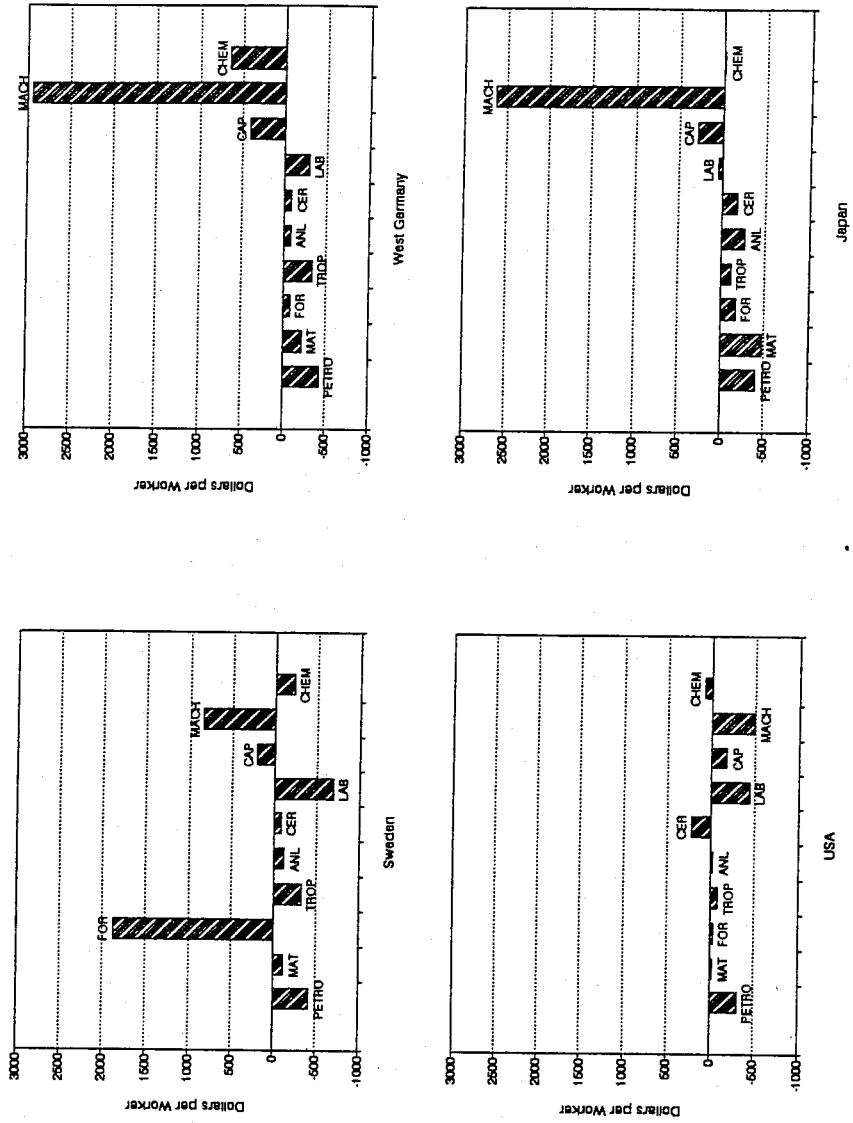 3000
2500
2000
1500
1000
500
0
-500
-1000
Dollars per Worker
PETRO
MAT
FOR
TROP
ANL
CER
LAB
CAP
MACH
CHEM
Sweden
3000
2500
2000
1500
1000
500
0
-500
-1000
Dollars per Worker
PETRO
MAT
FOR
TROP
ANL
CER
LAB
CAP
MACH
CHEM
West Germany
3000
2500
2000
1500
1000
500
0
-500
-1000
Dollars per Worker
PETRO
MAT
FOR
TROP
ANL
CER
LAB
CAP
MACH
CHEM
USA
3000
2500
2000
1500
1000
500
0
-500
-1000
Dollars per Worker
PETRO
MAT
FOR
TROP
ANL
CER
LAB
CAP
MACH
CHEM
Japan